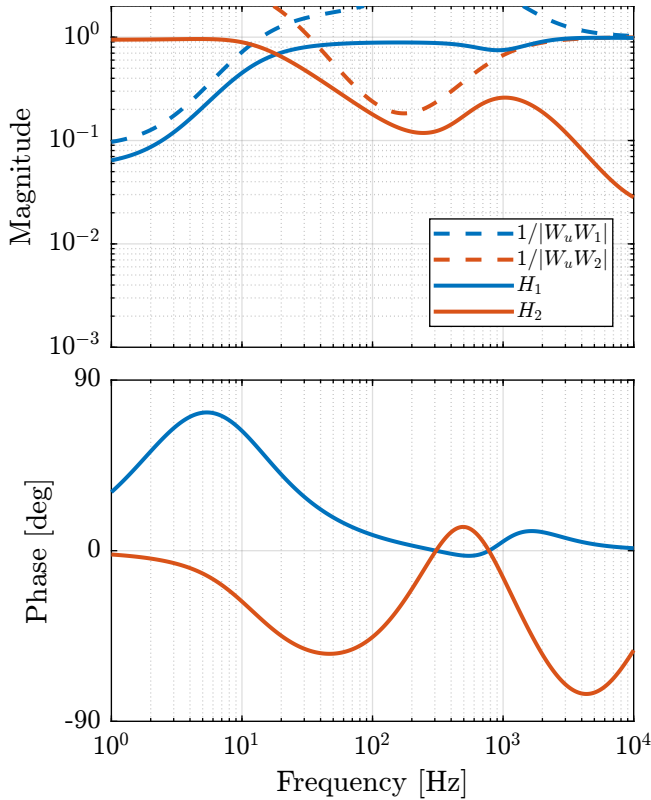 10^0
10^-1
10^-2
10^-3
Magnitude
1/|W_u W_1|
1/|W_u W_2|
H_1
H_2
90
0
-90
Phase [deg]
10^0 10^1 10^2 10^3 10^4
Frequency [Hz]